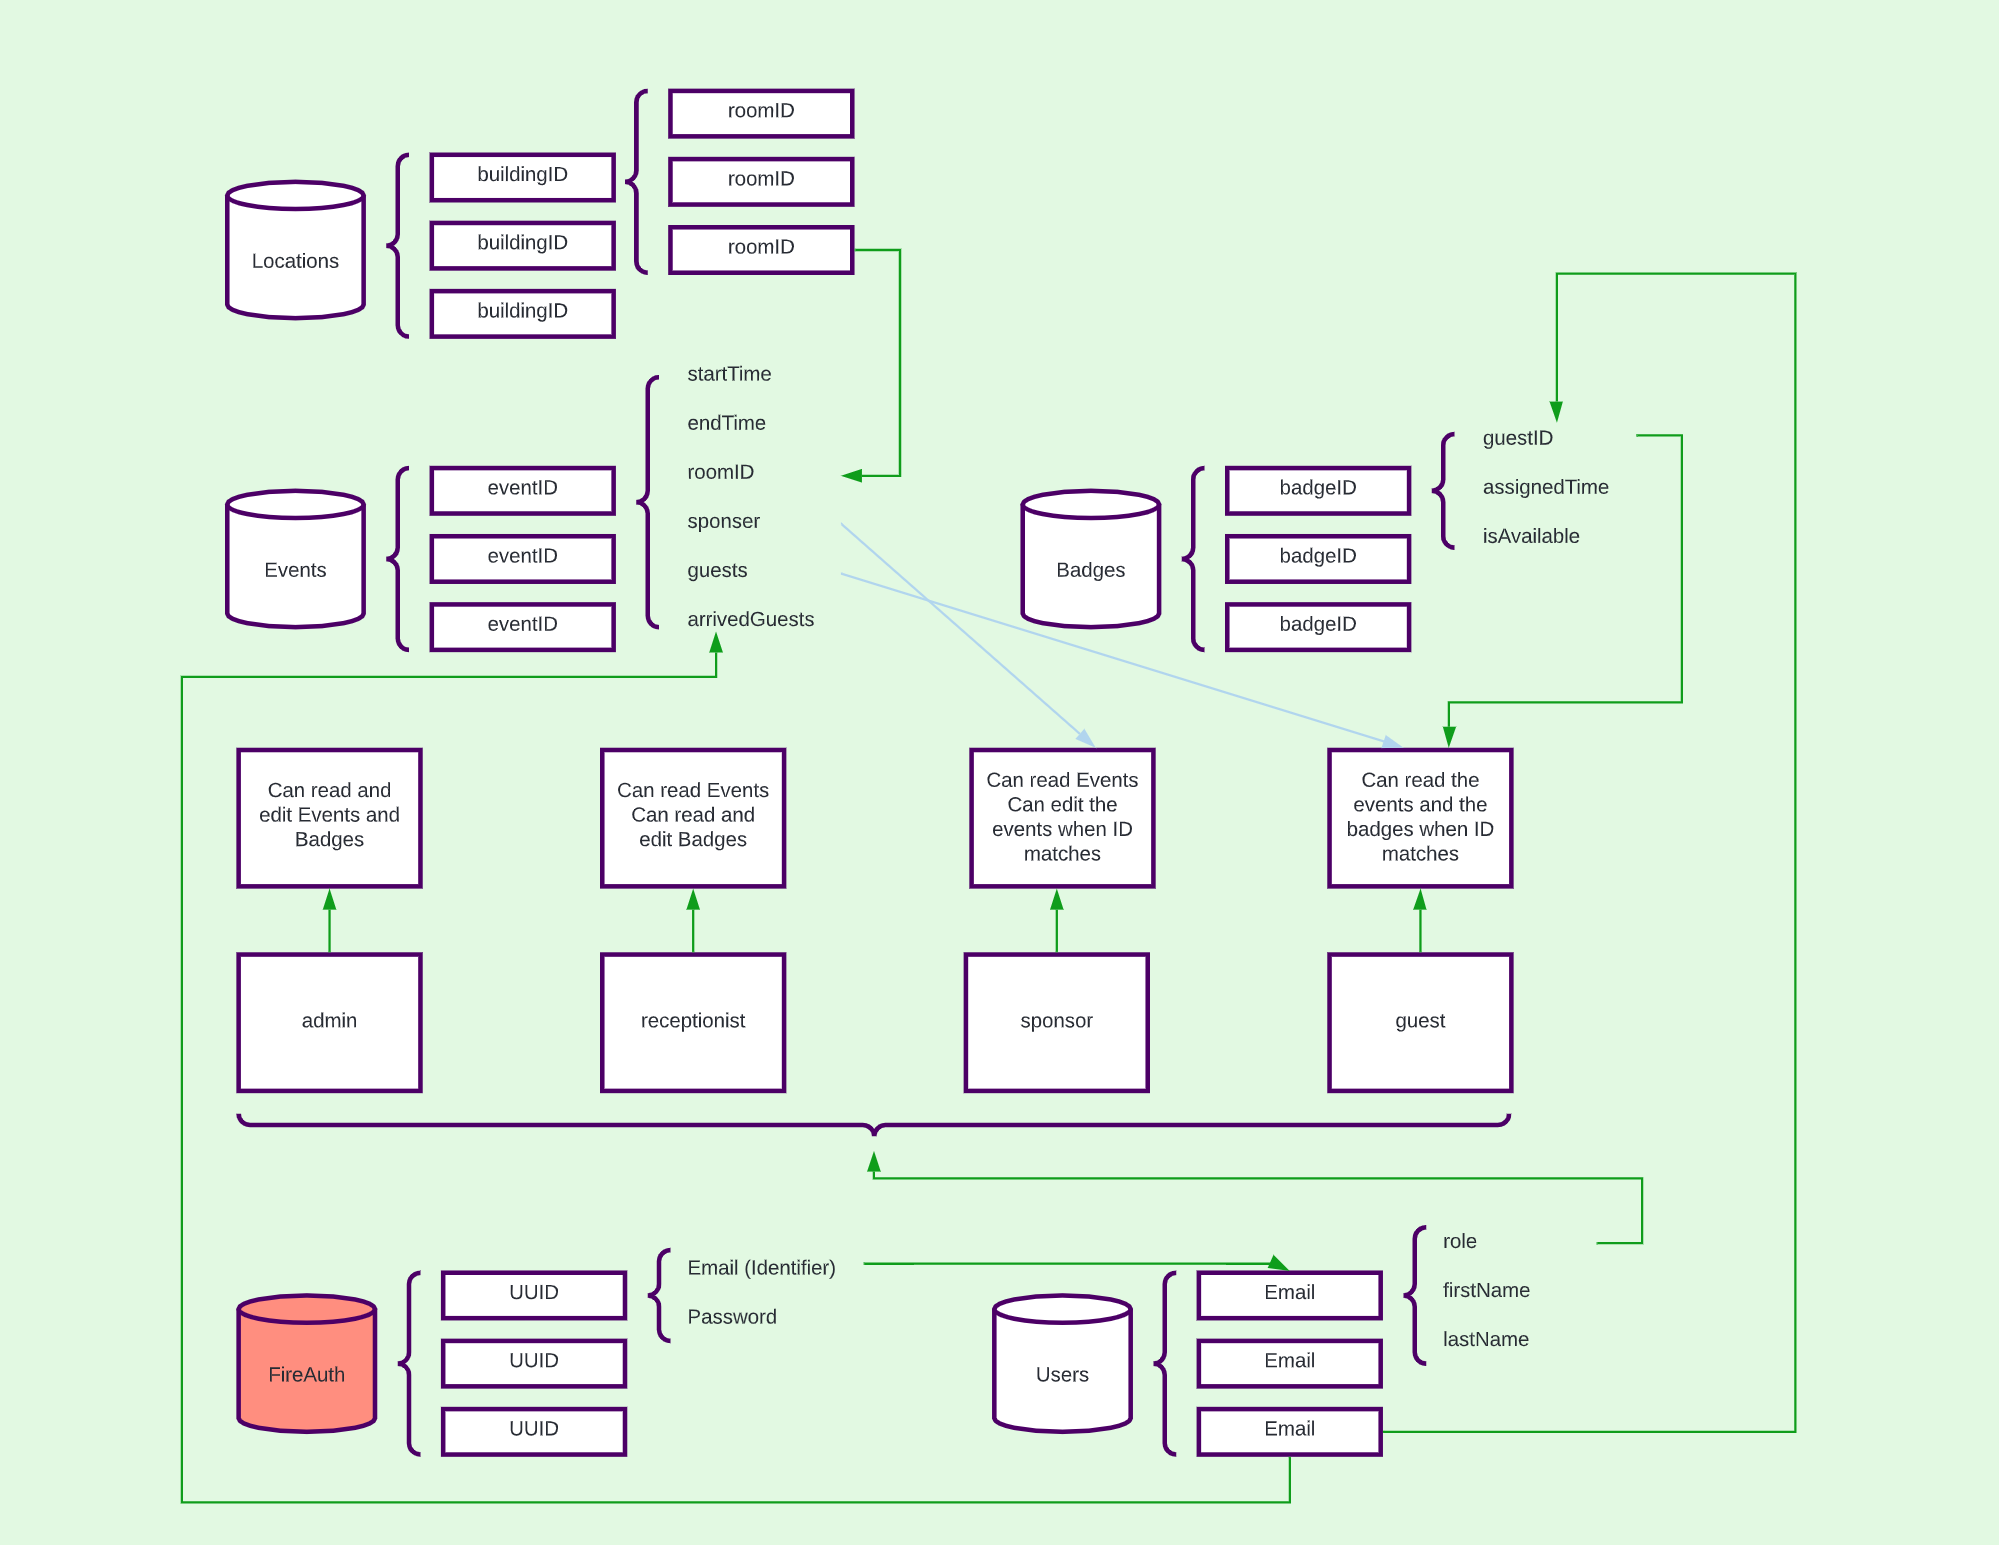 roomID
roomID
roomID
buildingID
buildingID
buildingID
Locations
startTime
endTime
roomID
sponser
guests
arrivedGuests
eventID
eventID
eventID
Events
guestID
assignedTime
isAvailable
badgeID
badgeID
badgeID
Badges
Can read and
edit Events and
Badges
Can read Events
Can read and
edit Badges
Can read Events
Can edit the
events when ID
matches
Can read the
events and the
badges when ID
matches
admin
receptionist
sponsor
guest
Email (Identifier)
Password
UUID
UUID
UUID
FireAuth
role
firstName
lastName
Email
Email
Email
Users